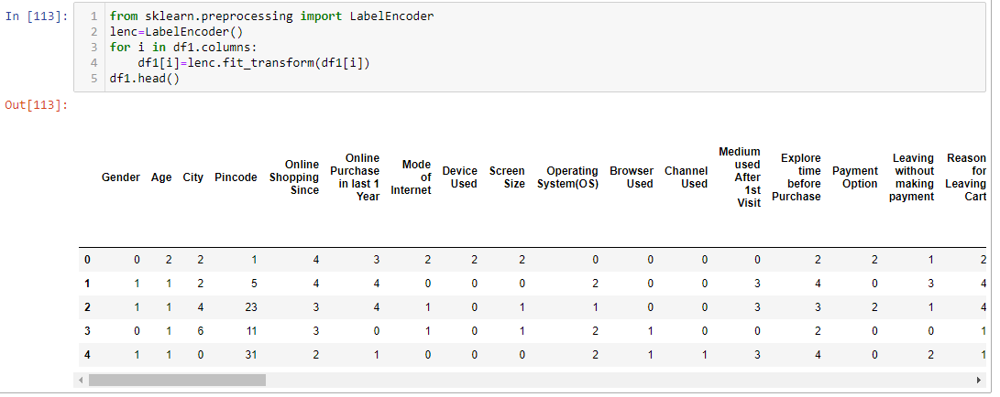 In [113]:
1 from sklearn.preprocessing import LabelEncoder
2 lenc=LabelEncoder()
3 for i in df1.columns:
4     df1[i]=lenc.fit_transform(df1[i])
5 df1.head()
Out[113]:
Gender Age City Pincode Online Shopping Since Online Purchase in last 1 Year Mode of Internet Device Used Screen Size Operating System(OS) Browser Used Channel Used Medium used After 1st Visit Explore time before Purchase Payment Option Leaving without making payment Reason for Leaving Cart
0 0 2 2 1 4 3 2 2 2 0 0 0 0 2 2 1 2
1 1 1 2 5 4 4 0 0 0 2 0 0 3 4 0 3 4
2 1 1 4 23 3 4 1 0 1 1 0 0 3 3 2 1 4
3 0 1 6 11 3 0 1 0 1 2 1 0 0 2 0 0 1
4 1 1 0 31 2 1 0 0 0 2 1 1 3 4 0 2 1